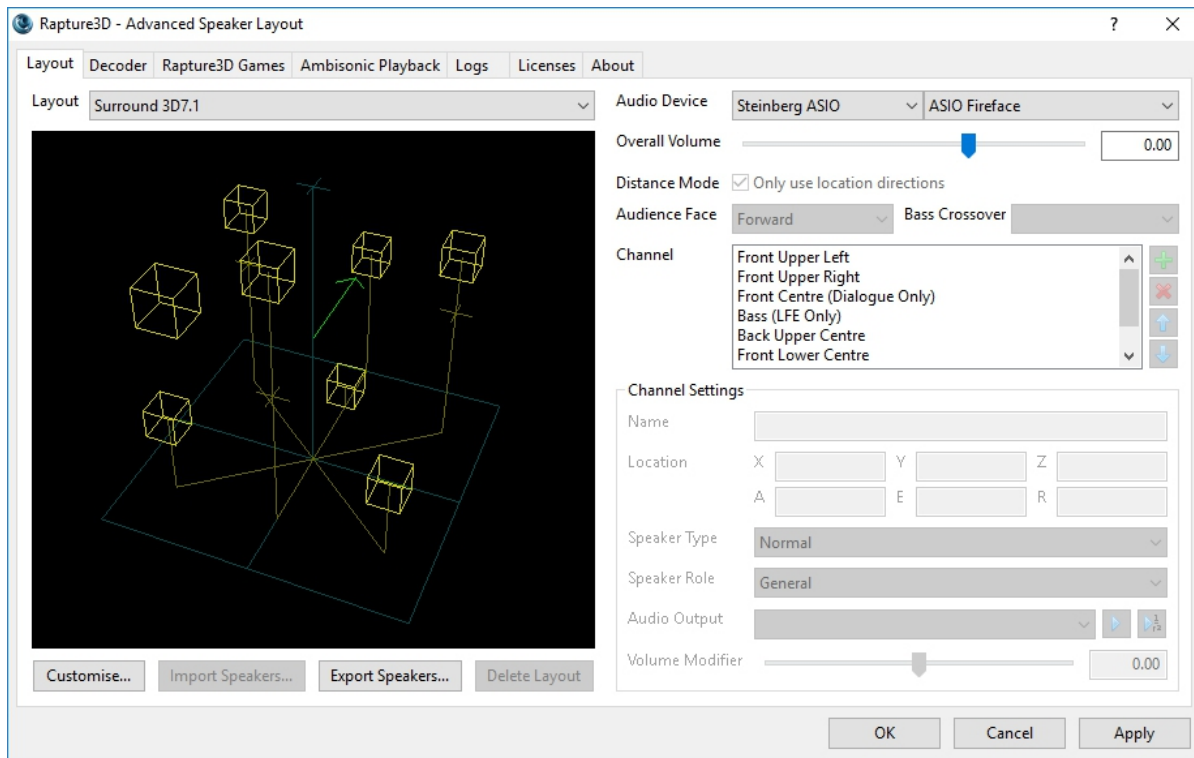 Rapture3D - Advanced Speaker Layout
?
Layout Decoder Rapture3D Games Ambisonic Playback Logs Licenses About
Layout Surround 3D7.1
Audio Device Steinberg ASIO ASIO Fireface
Overall Volume 0.00
Distance Mode Only use location directions
Audience Face Forward Bass Crossover
Channel
Front Upper Left
Front Upper Right
Front Centre (Dialogue Only)
Bass (LFE Only)
Back Upper Centre
Front Lower Centre
Channel Settings
Name
Location X Y Z
A E R
Speaker Type Normal
Speaker Role General
Audio Output
Volume Modifier 0.00
Customise... Import Speakers... Export Speakers... Delete Layout
OK Cancel Apply